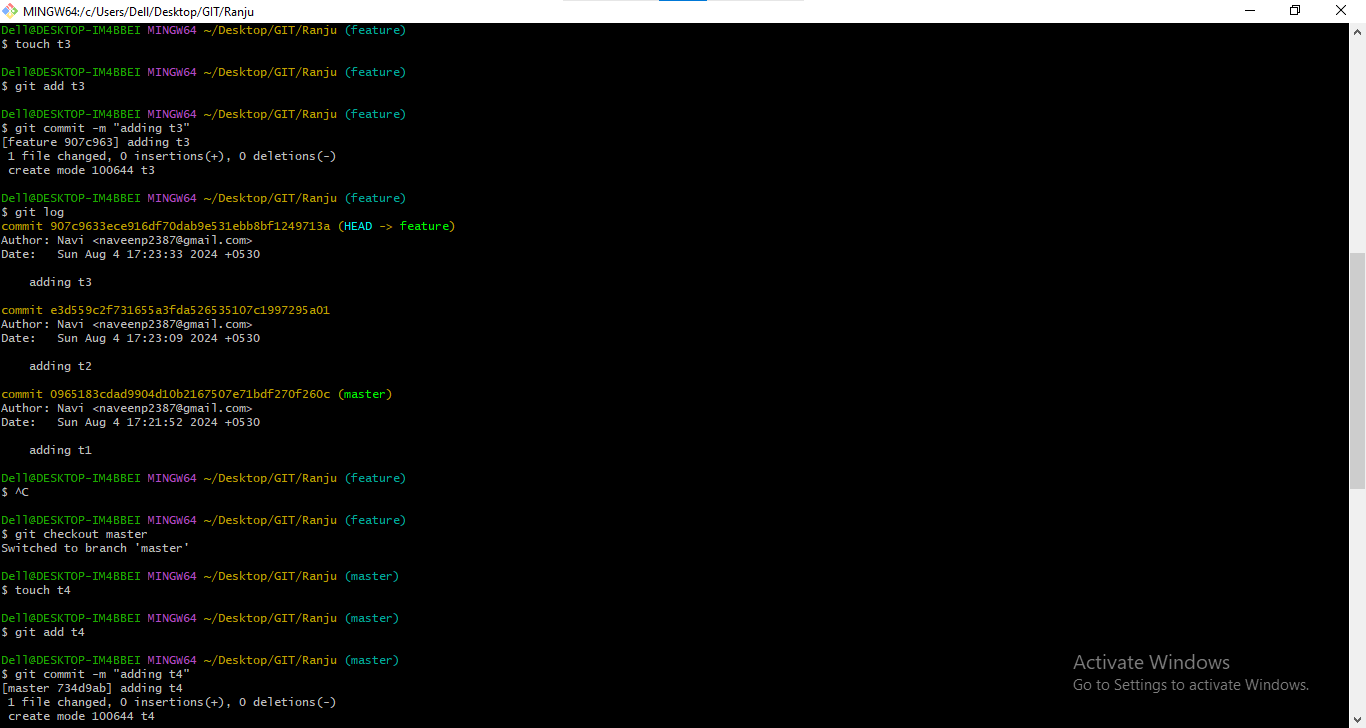 MINGW64:/c/Users/Dell/Desktop/GIT/Ranju
Dell@DESKTOP-IM4BBEI MINGW64 ~/Desktop/GIT/Ranju (feature)
$ touch t3
Dell@DESKTOP-IM4BBEI MINGW64 ~/Desktop/GIT/Ranju (feature)
$ git add t3
Dell@DESKTOP-IM4BBEI MINGW64 ~/Desktop/GIT/Ranju (feature)
$ git commit -m "adding t3"
[feature 907c963] adding t3
 1 file changed, 0 insertions(+), 0 deletions(-)
 create mode 100644 t3
Dell@DESKTOP-IM4BBEI MINGW64 ~/Desktop/GIT/Ranju (feature)
$ git log
commit 907c9633ece916df70dab9e531ebb8bf1249713a (HEAD -> feature)
Author: Navi <naveenp2387@gmail.com>
Date:   Sun Aug 4 17:23:33 2024 +0530
    adding t3
commit e3d559c2f731655a3fda526535107c1997295a01
Author: Navi <naveenp2387@gmail.com>
Date:   Sun Aug 4 17:23:09 2024 +0530
    adding t2
commit 0965183cdad9904d10b2167507e71bdf270f260c (master)
Author: Navi <naveenp2387@gmail.com>
Date:   Sun Aug 4 17:21:52 2024 +0530
    adding t1
Dell@DESKTOP-IM4BBEI MINGW64 ~/Desktop/GIT/Ranju (feature)
$ ^C
Dell@DESKTOP-IM4BBEI MINGW64 ~/Desktop/GIT/Ranju (feature)
$ git checkout master
Switched to branch 'master'
Dell@DESKTOP-IM4BBEI MINGW64 ~/Desktop/GIT/Ranju (master)
$ touch t4
Dell@DESKTOP-IM4BBEI MINGW64 ~/Desktop/GIT/Ranju (master)
$ git add t4
Dell@DESKTOP-IM4BBEI MINGW64 ~/Desktop/GIT/Ranju (master)
$ git commit -m "adding t4"
[master 734d9ab] adding t4
 1 file changed, 0 insertions(+), 0 deletions(-)
 create mode 100644 t4
Activate Windows
Go to Settings to activate Windows.